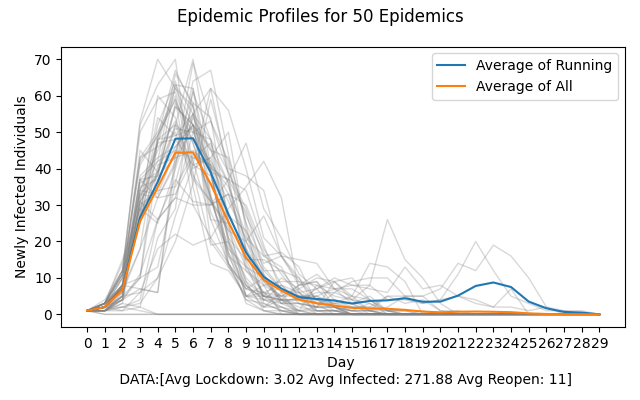 Epidemic Profiles for 50 Epidemics
70
60
50
40
30
20
10
0
Newly Infected Individuals
Average of Running
Average of All
0 1 2 3 4 5 6 7 8 9 10 11 12 13 14 15 16 17 18 19 20 21 22 23 24 25 26 27 28 29
Day
DATA:[Avg Lockdown: 3.02 Avg Infected: 271.88 Avg Reopen: 11]